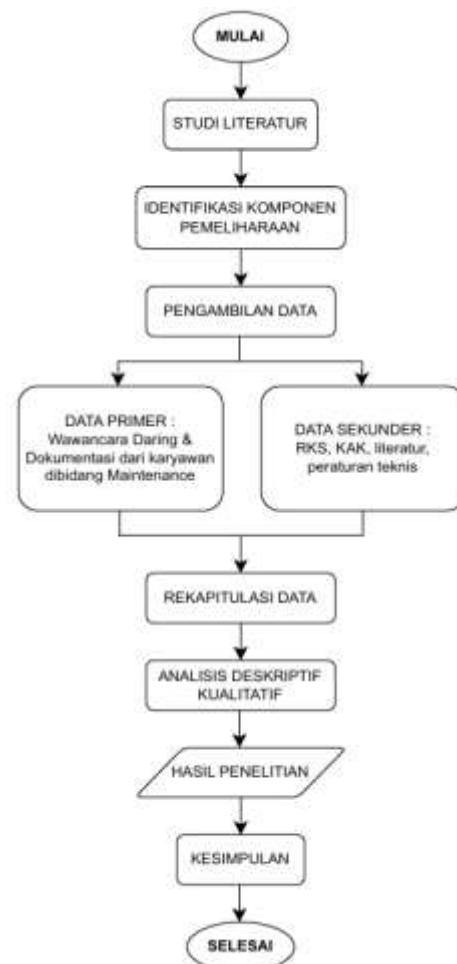 MULAI
STUDI LITERATUR
IDENTIFIKASI KOMPONEN
PEMELIHARAAN
PENGAMBILAN DATA
DATA PRIMER :
Wawancara Daring &
Dokumentasi dari karyawan
dibidang Maintenance
DATA SEKUNDER :
RKS, KAK, literatur,
peraturan teknis
REKAPITULASI DATA
ANALISIS DESKRIPTIF
KUALITATIF
HASIL PENELITIAN
KESIMPULAN
SELESAI